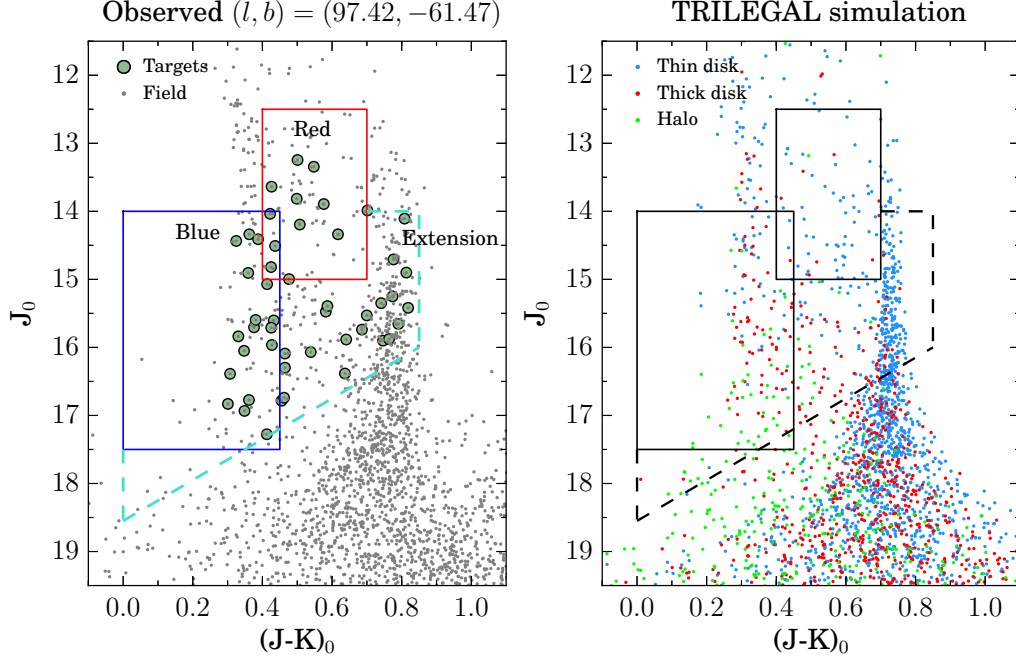 Observed (l, b) = (97.42, −61.47)
Targets
Field
Red
Blue
Extension
12
13
14
15
16
17
18
19
J₀
0.0 0.2 0.4 0.6 0.8 1.0
(J-K)₀
TRILEGAL simulation
Thin disk
Thick disk
Halo
12
13
14
15
16
17
18
19
J₀
0.0 0.2 0.4 0.6 0.8 1.0
(J-K)₀